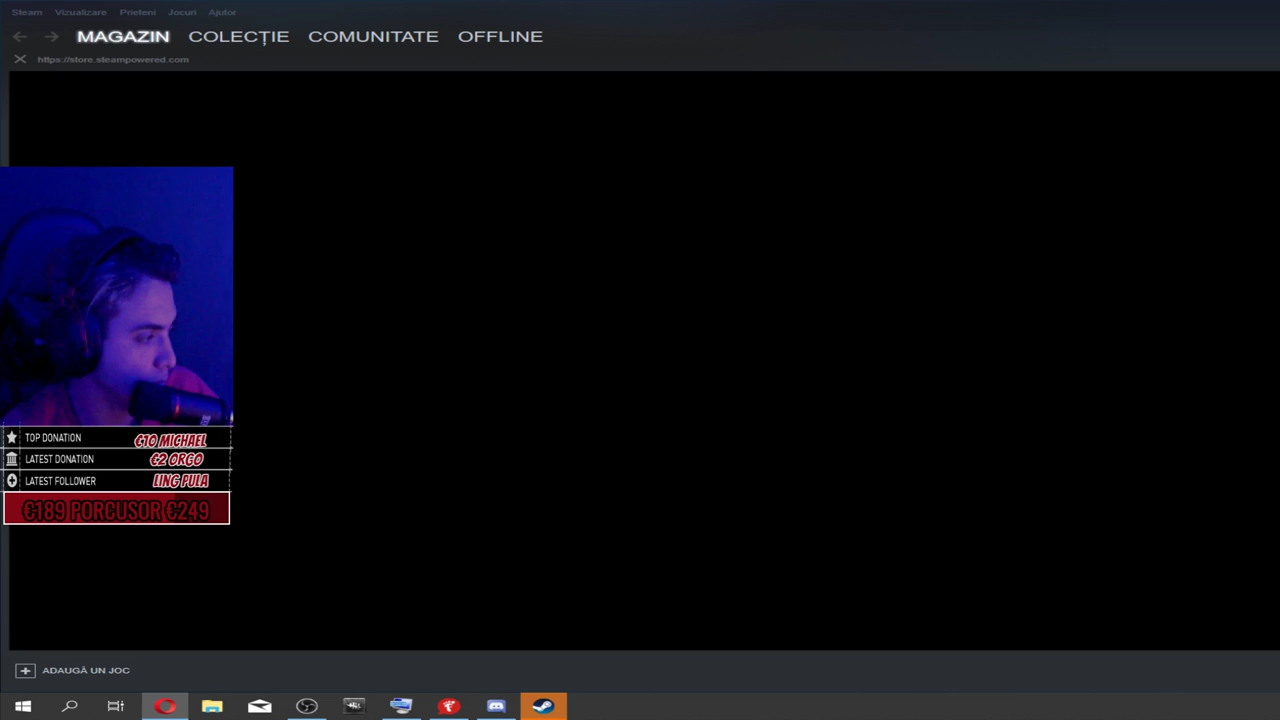 Steam Vizualizare Prieteni Jocuri Ajutor
MAGAZIN COLECȚIE COMUNITATE OFFLINE
https://store.steampowered.com
TOP DONATION €10 MICHAEL
LATEST DONATION €2 ORGO
LATEST FOLLOWER LING PULA
€189 PORCUSOR €249
ADAUGĂ UN JOC